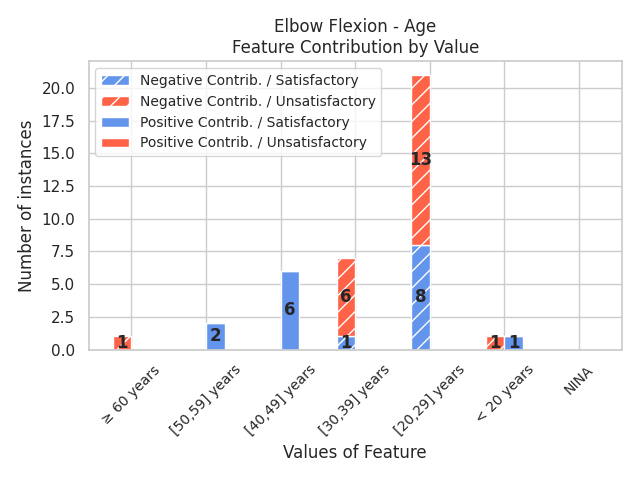 Elbow Flexion - Age
Feature Contribution by Value
Negative Contrib. / Satisfactory
Negative Contrib. / Unsatisfactory
Positive Contrib. / Satisfactory
Positive Contrib. / Unsatisfactory
Number of instances
20.0
17.5
15.0
12.5
10.0
7.5
5.0
2.5
0.0
1
2
6
6
1
13
8
1
1
≥ 60 years
[50,59] years
[40,49] years
[30,39] years
[20,29] years
< 20 years
NINA
Values of Feature